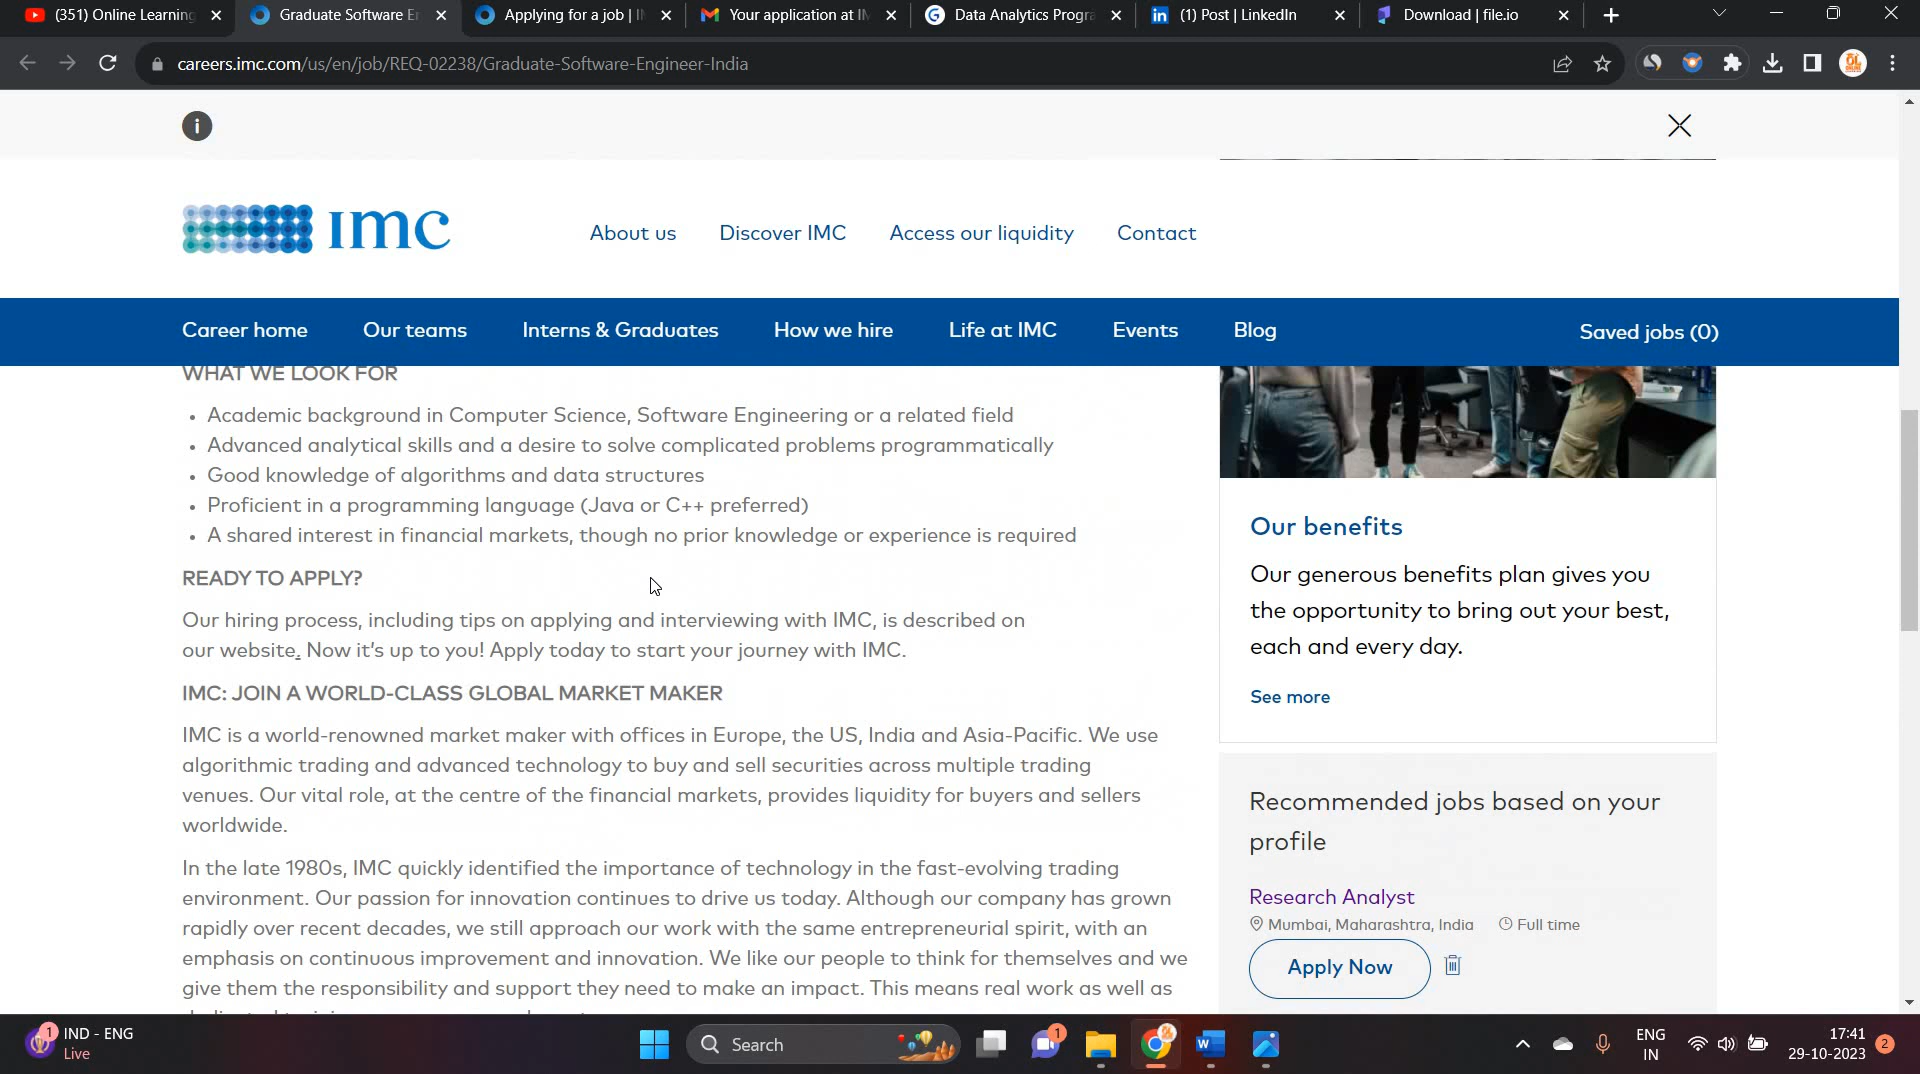 (351) Online Learning
Graduate Software E
Applying for a job | I
Your application at I
Data Analytics Progra
(1) Post | LinkedIn
Download | file.io
careers.imc.com/us/en/job/REQ-02238/Graduate-Software-Engineer-India
imc
About us
Discover IMC
Access our liquidity
Contact
Career home
Our teams
Interns & Graduates
How we hire
Life at IMC
Events
Blog
Saved jobs (0)
WHAT WE LOOK FOR
• Academic background in Computer Science, Software Engineering or a related field
• Advanced analytical skills and a desire to solve complicated problems programmatically
• Good knowledge of algorithms and data structures
• Proficient in a programming language (Java or C++ preferred)
• A shared interest in financial markets, though no prior knowledge or experience is required
READY TO APPLY?
Our hiring process, including tips on applying and interviewing with IMC, is described on
our website. Now it's up to you! Apply today to start your journey with IMC.
IMC: JOIN A WORLD-CLASS GLOBAL MARKET MAKER
IMC is a world-renowned market maker with offices in Europe, the US, India and Asia-Pacific. We use
algorithmic trading and advanced technology to buy and sell securities across multiple trading
venues. Our vital role, at the centre of the financial markets, provides liquidity for buyers and sellers
worldwide.
In the late 1980s, IMC quickly identified the importance of technology in the fast-evolving trading
environment. Our passion for innovation continues to drive us today. Although our company has grown
rapidly over recent decades, we still approach our work with the same entrepreneurial spirit, with an
emphasis on continuous improvement and innovation. We like our people to think for themselves and we
give them the responsibility and support they need to make an impact. This means real work as well as
Our benefits
Our generous benefits plan gives you
the opportunity to bring out your best,
each and every day.
See more
Recommended jobs based on your
profile
Research Analyst
Mumbai, Maharashtra, India
Full time
Apply Now
1
IND - ENG
Live
Search
1
ENG
IN
17:41
29-10-2023
2